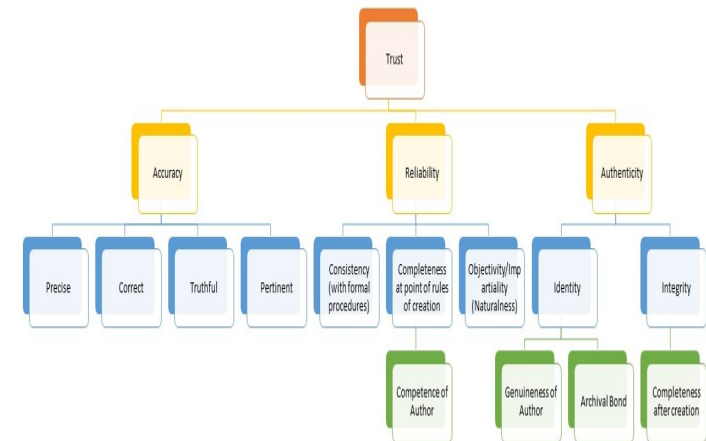 Trust
Accuracy
Reliability
Authenticity
Precise
Correct
Truthful
Pertinent
Consistency
(with formal
procedures)
Completeness
at point of rules
of creation
Objectivity/Imp
artiality
(Naturalness)
Identity
Integrity
Competence of
Author
Genuineness of
Author
Archival Bond
Completeness
after creation